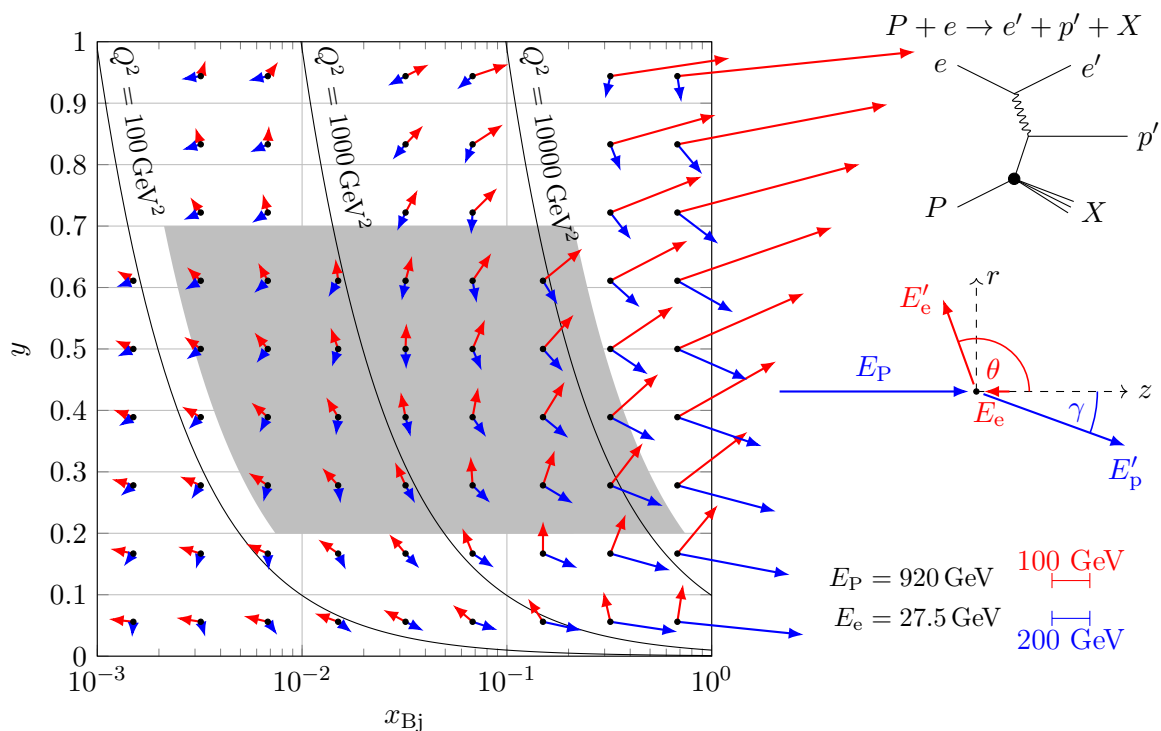 P + e → e′ + p′ + X
e
e′
p′
P
X
1
0.9
0.8
0.7
0.6
0.5
0.4
0.3
0.2
0.1
0
y
Q² = 100 GeV²
Q² = 1000 GeV²
Q² = 10000 GeV²
10⁻³
10⁻²
10⁻¹
10⁰
x_Bj
r
E′_e
θ
E_P
z
E_e
γ
E′_p
E_P = 920 GeV
E_e = 27.5 GeV
100 GeV
200 GeV